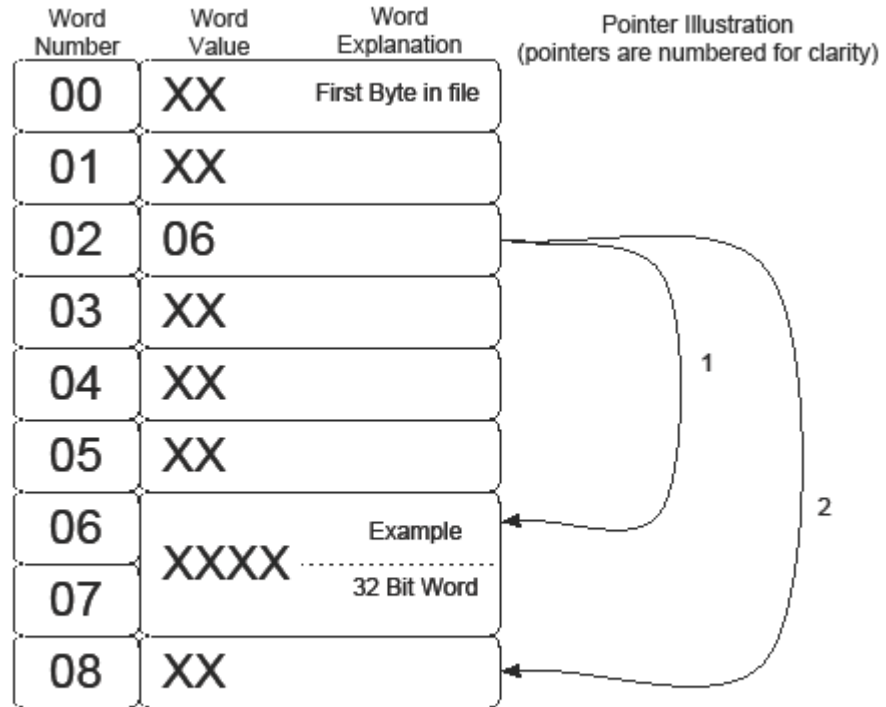 Word Number
Word Value
Word Explanation
Pointer Illustration
(pointers are numbered for clarity)
00 XX First Byte in file
01 XX
02 06
03 XX
04 XX
05 XX
06
XXXX
Example
32 Bit Word
07
08 XX
1
2